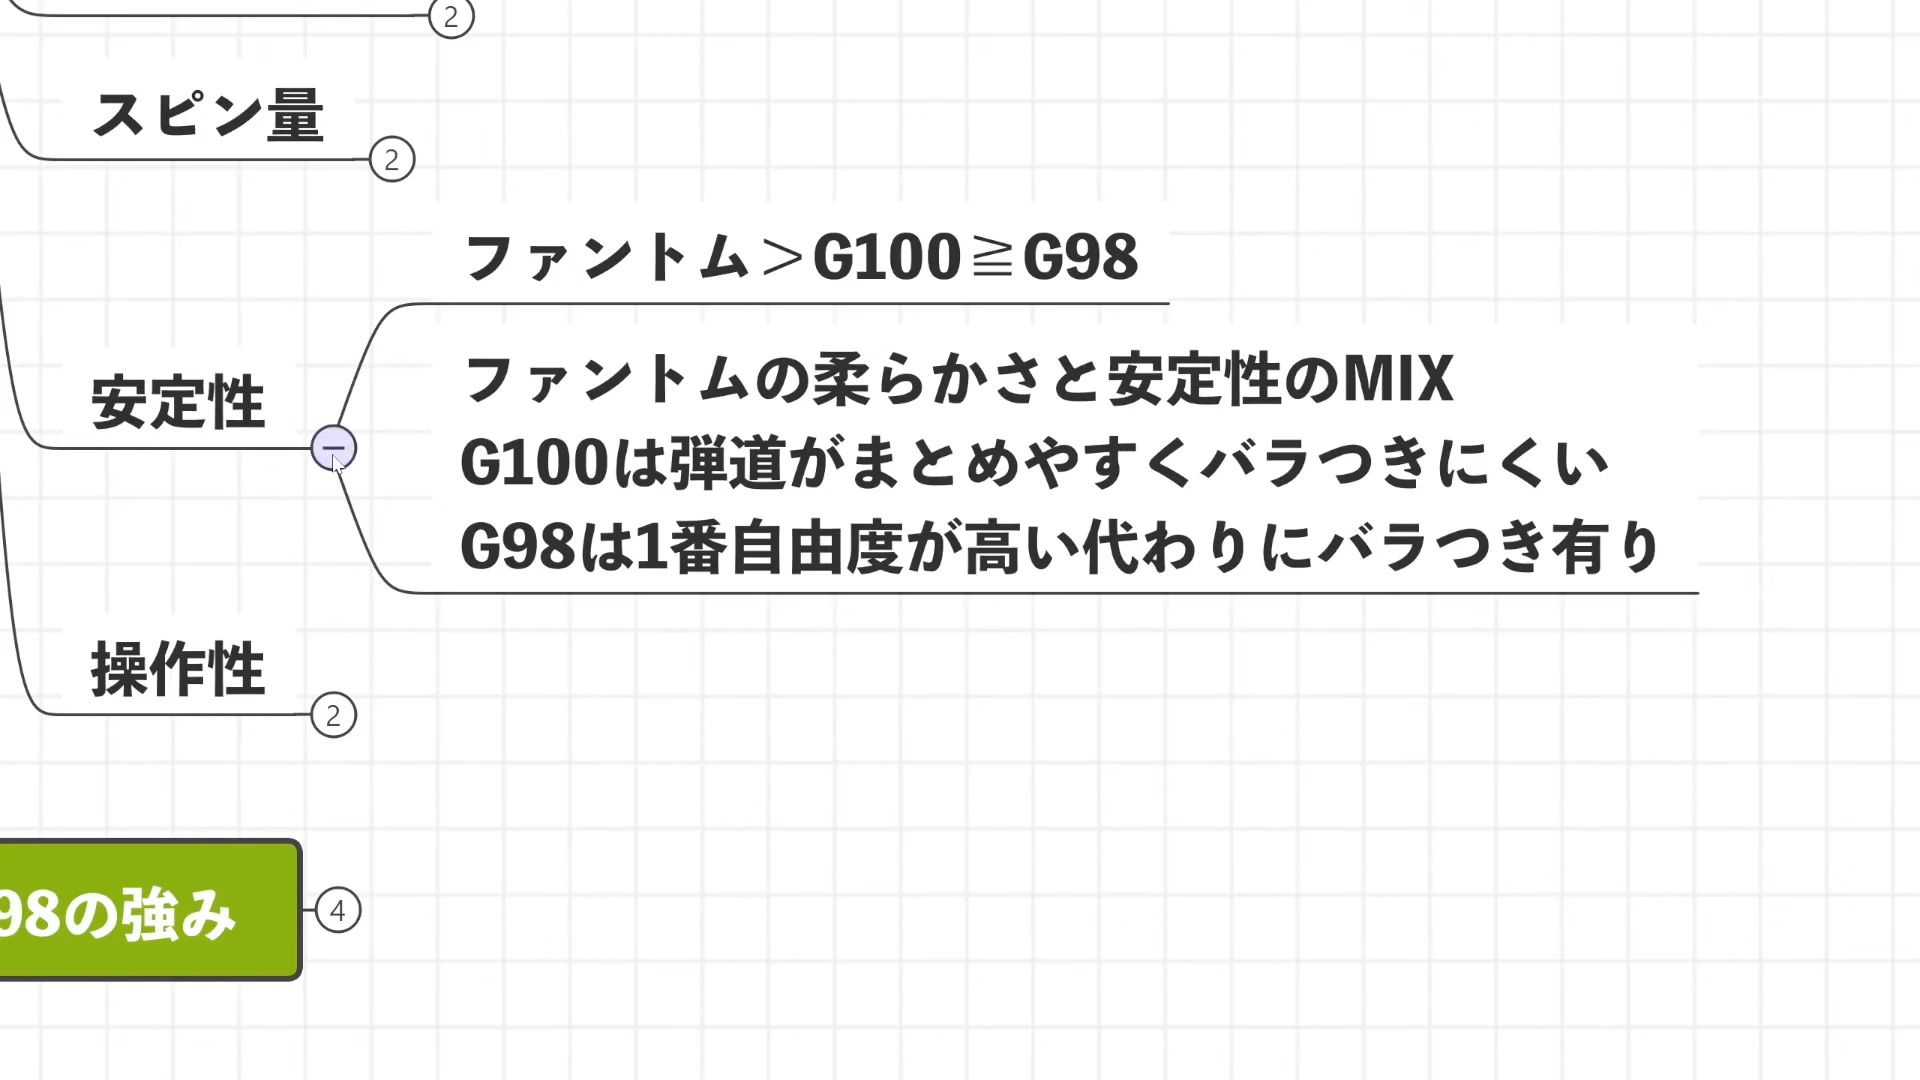 2
スピン量
2
ファントム＞G100≧G98
安定性
ファントムの柔らかさと安定性のMIX
G100は弾道がまとめやすくバラつきにくい
G98は1番自由度が高い代わりにバラつき有り
操作性
2
98の強み
4